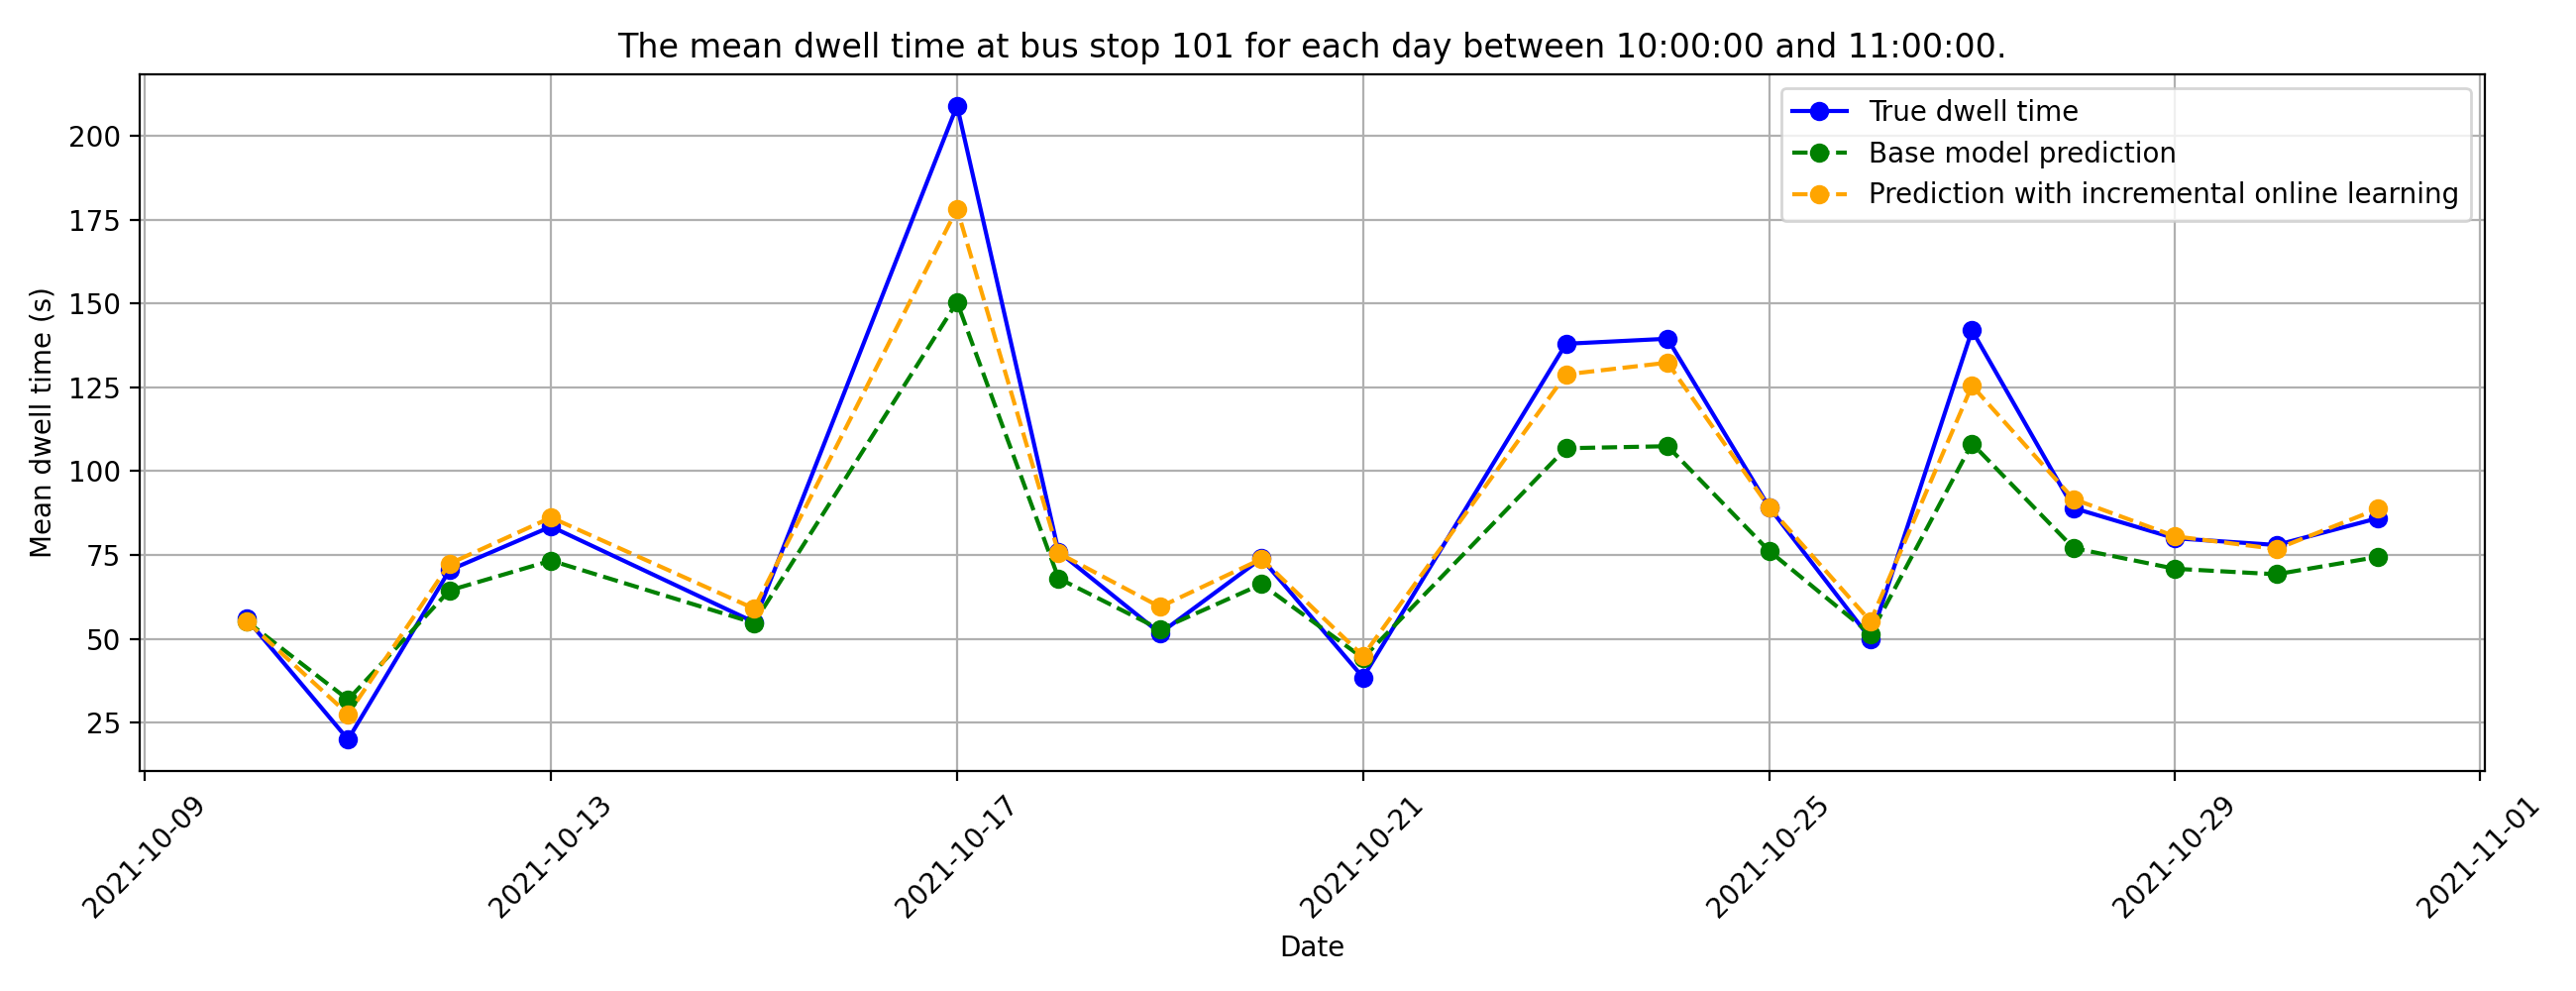 The mean dwell time at bus stop 101 for each day between 10:00:00 and 11:00:00.
True dwell time
Base model prediction
Prediction with incremental online learning
Mean dwell time (s)
200
175
150
125
100
75
50
25
2021-10-09
2021-10-13
2021-10-17
2021-10-21
2021-10-25
2021-10-29
2021-11-01
Date